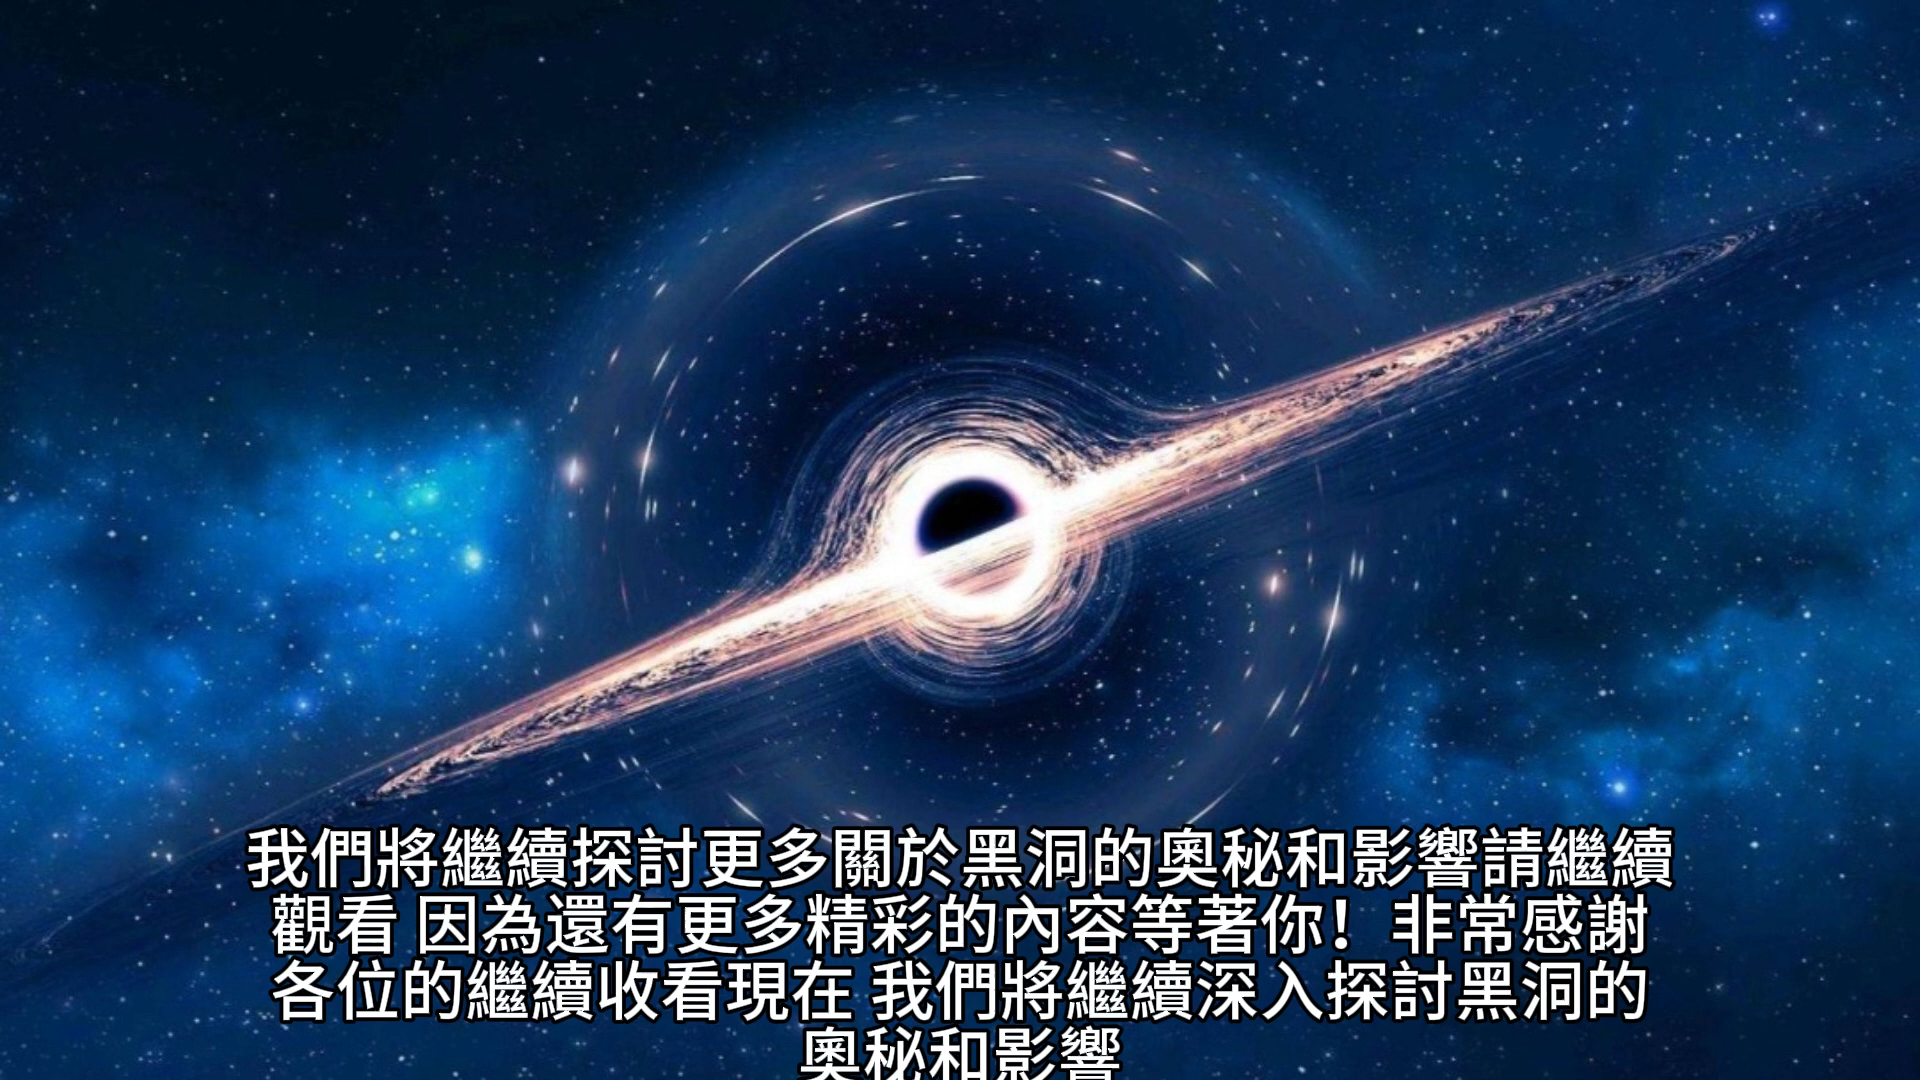 我們將繼續探討更多關於黑洞的奧秘和影響請繼續
觀看 因為還有更多精彩的內容等著你！非常感謝
各位的繼續收看現在 我們將繼續深入探討黑洞的
奧秘和影響